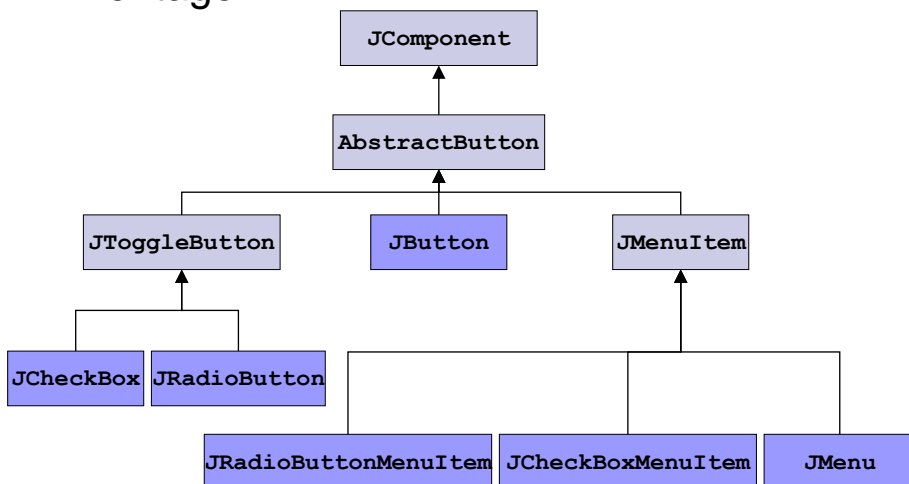 JComponent
AbstractButton
JToggleButton
JButton
JMenuItem
JCheckBox
JRadioButton
JRadioButtonMenuItem
JCheckBoxMenuItem
JMenu